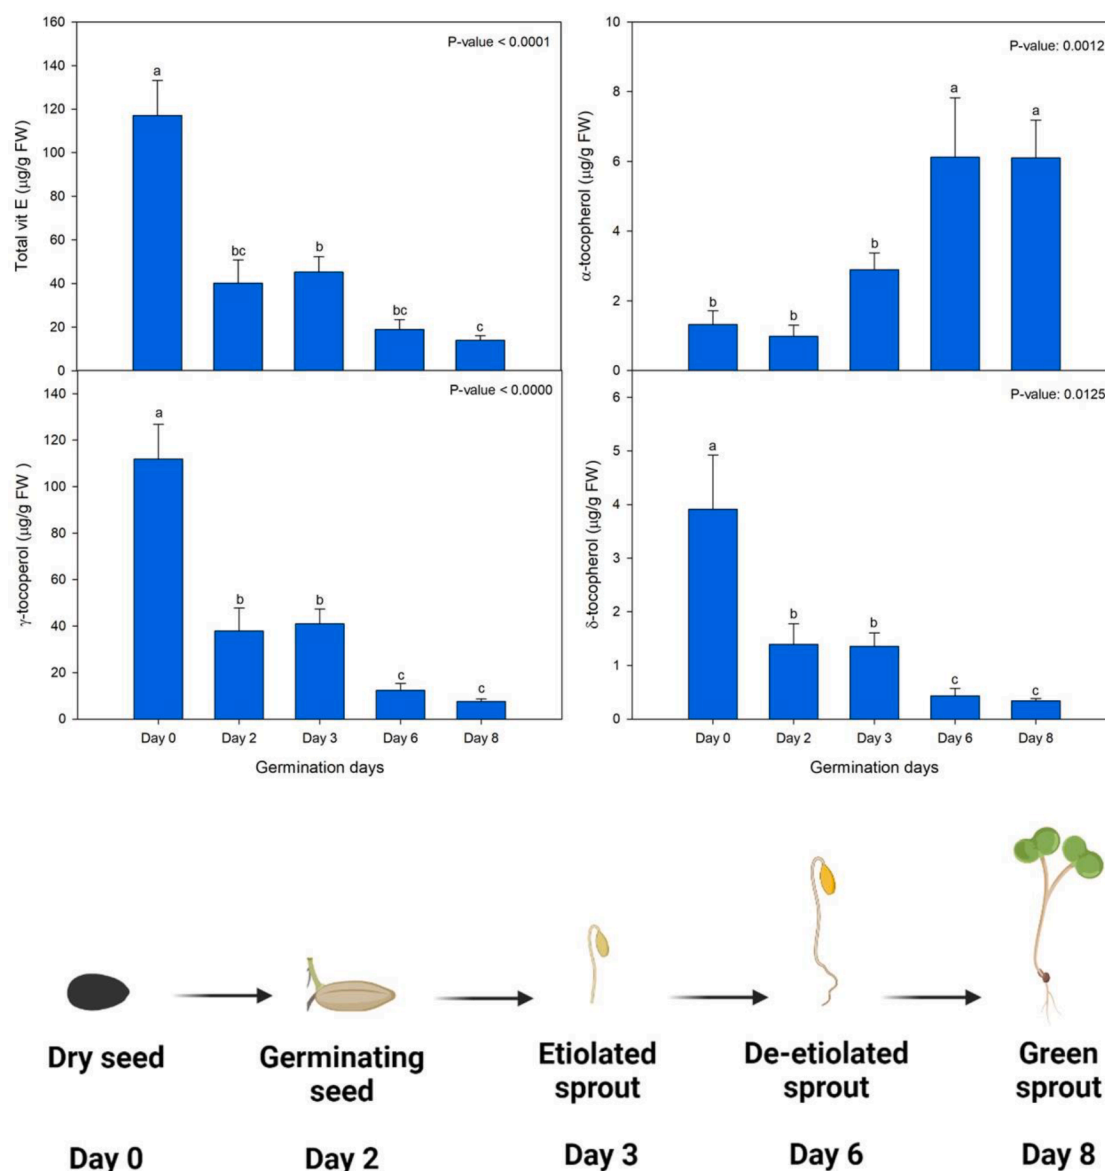 Total vit E (µg/g FW)
160
140
120
100
80
60
40
20
0
P-value < 0.0001
a
bc
b
bc
c
α-tocopherol (µg/g FW)
10
8
6
4
2
0
P-value: 0.0012
b
b
b
a
a
γ-tocoperol (µg/g FW )
140
120
100
80
60
40
20
0
P-value < 0.0000
a
b
b
c
c
Day 0 Day 2 Day 3 Day 6 Day 8
Germination days
δ-tocopherol (µg/g FW)
6
5
4
3
2
1
0
P-value: 0.0125
a
b
b
c
c
Day 0 Day 2 Day 3 Day 6 Day 8
Germination days
Dry seed
Day 0
Germinating
seed
Day 2
Etiolated
sprout
Day 3
De-etiolated
sprout
Day 6
Green
sprout
Day 8